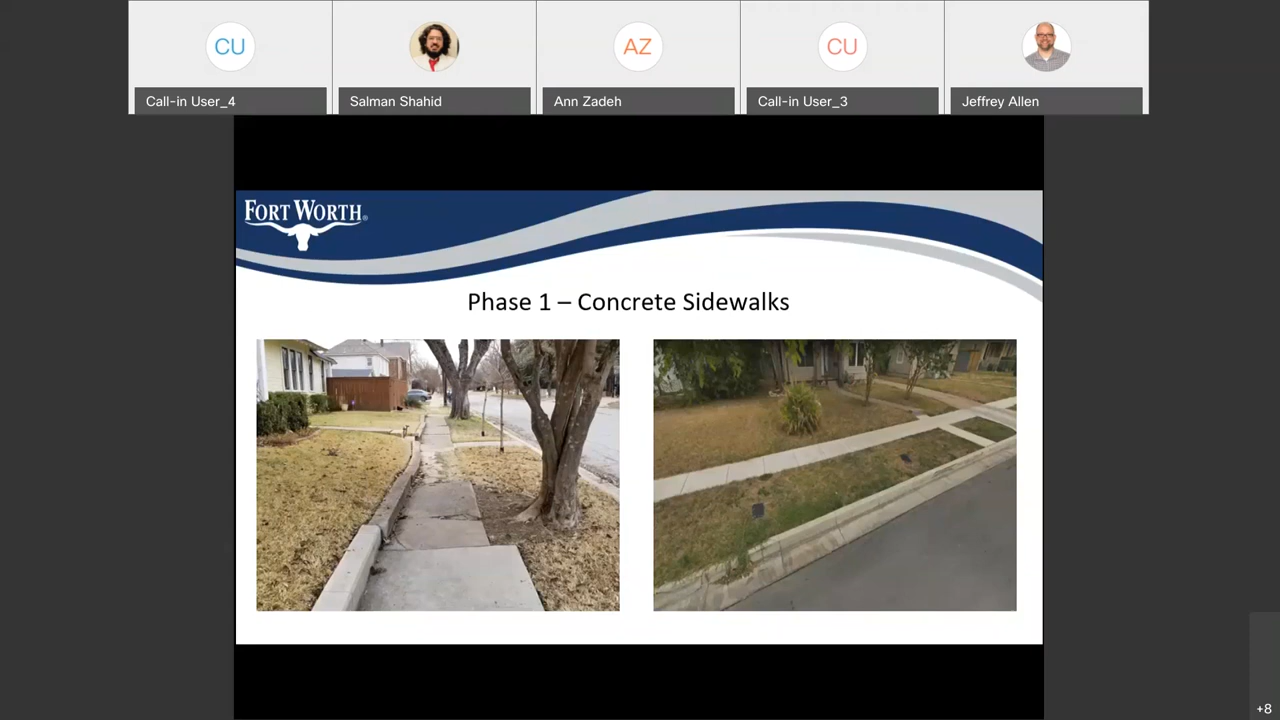 CU
AZ
CU
Call-in User_4
Salman Shahid
Ann Zadeh
Call-in User_3
Jeffrey Allen
FORT WORTH®
Phase 1 – Concrete Sidewalks
+8